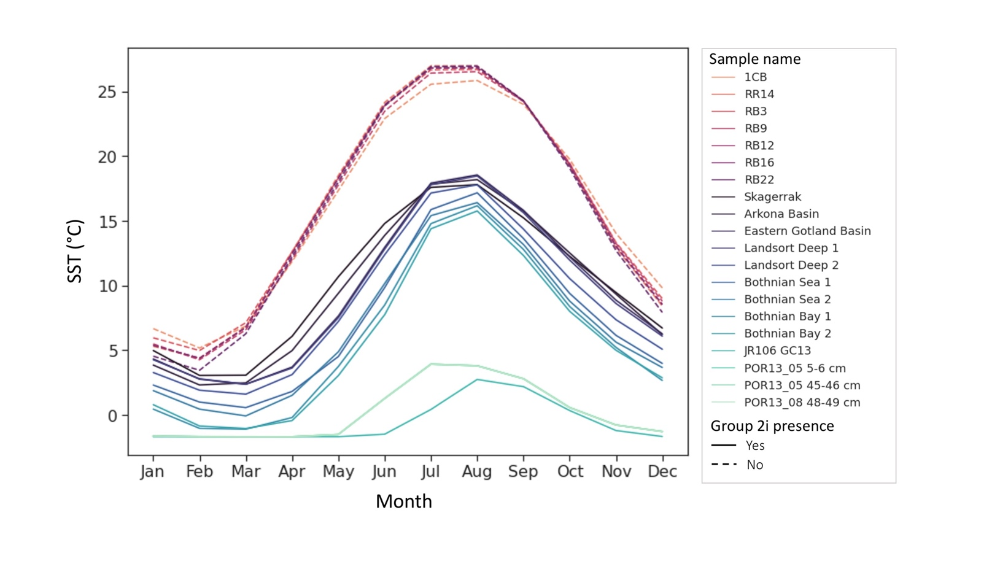 SST (°C)
25
20
15
10
5
0
Jan Feb Mar Apr May Jun Jul Aug Sep Oct Nov Dec
Month
Sample name
1CB
RR14
RB3
RB9
RB12
RB16
RB22
Skagerrak
Arkona Basin
Eastern Gotland Basin
Landsort Deep 1
Landsort Deep 2
Bothnian Sea 1
Bothnian Sea 2
Bothnian Bay 1
Bothnian Bay 2
JR106 GC13
POR13_05 5-6 cm
POR13_05 45-46 cm
POR13_08 48-49 cm
Group 2i presence
Yes
No